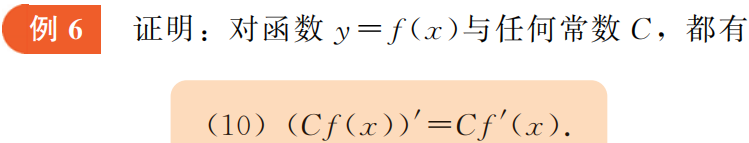 例 6 证明：对函数 y=f(x)与任何常数 C，都有
(10) (Cf(x))′=Cf′(x).